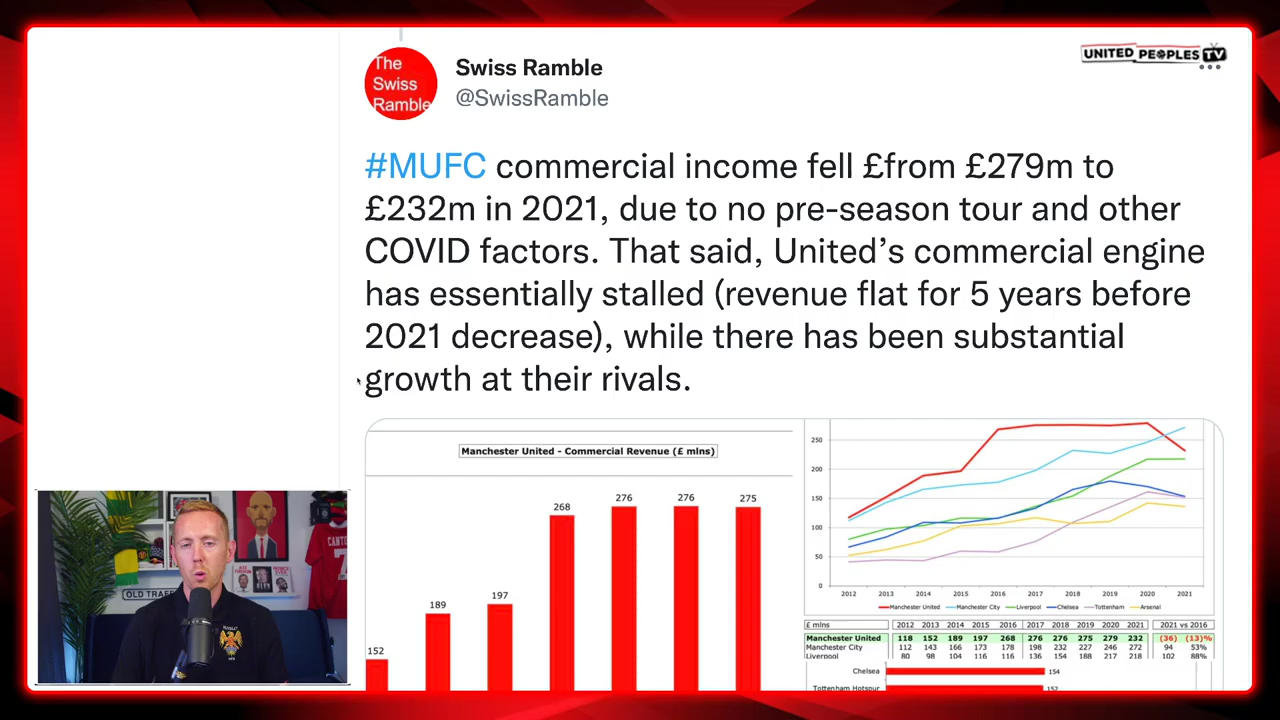 UNITED PEOPLES TV
The
Swiss
Ramble
Swiss Ramble
@SwissRamble
#MUFC commercial income fell £from £279m to
£232m in 2021, due to no pre-season tour and other
COVID factors. That said, United’s commercial engine
has essentially stalled (revenue flat for 5 years before
2021 decrease), while there has been substantial
growth at their rivals.
Manchester United - Commercial Revenue (£ mlns)
152
189
197
268
276
276
275
250
200
150
100
50
0
2012 2013 2014 2015 2016 2017 2018 2019 2020 2021
Manchester United Manchester City Liverpool Chelsea Tottenham Arsenal
£ mlns 2012 2013 2014 2015 2016 2017 2018 2019 2020 2021 2021 vs 2016
Manchester United 118 152 189 197 268 276 276 275 279 232 (36) (13)%
Manchester City 112 143 166 173 178 198 232 227 246 272 94 53%
Liverpool 80 98 104 116 116 136 154 188 217 218 102 88%
Chelsea 154
Tottenham Hotspur 152
OLD TRAFF
CANTO